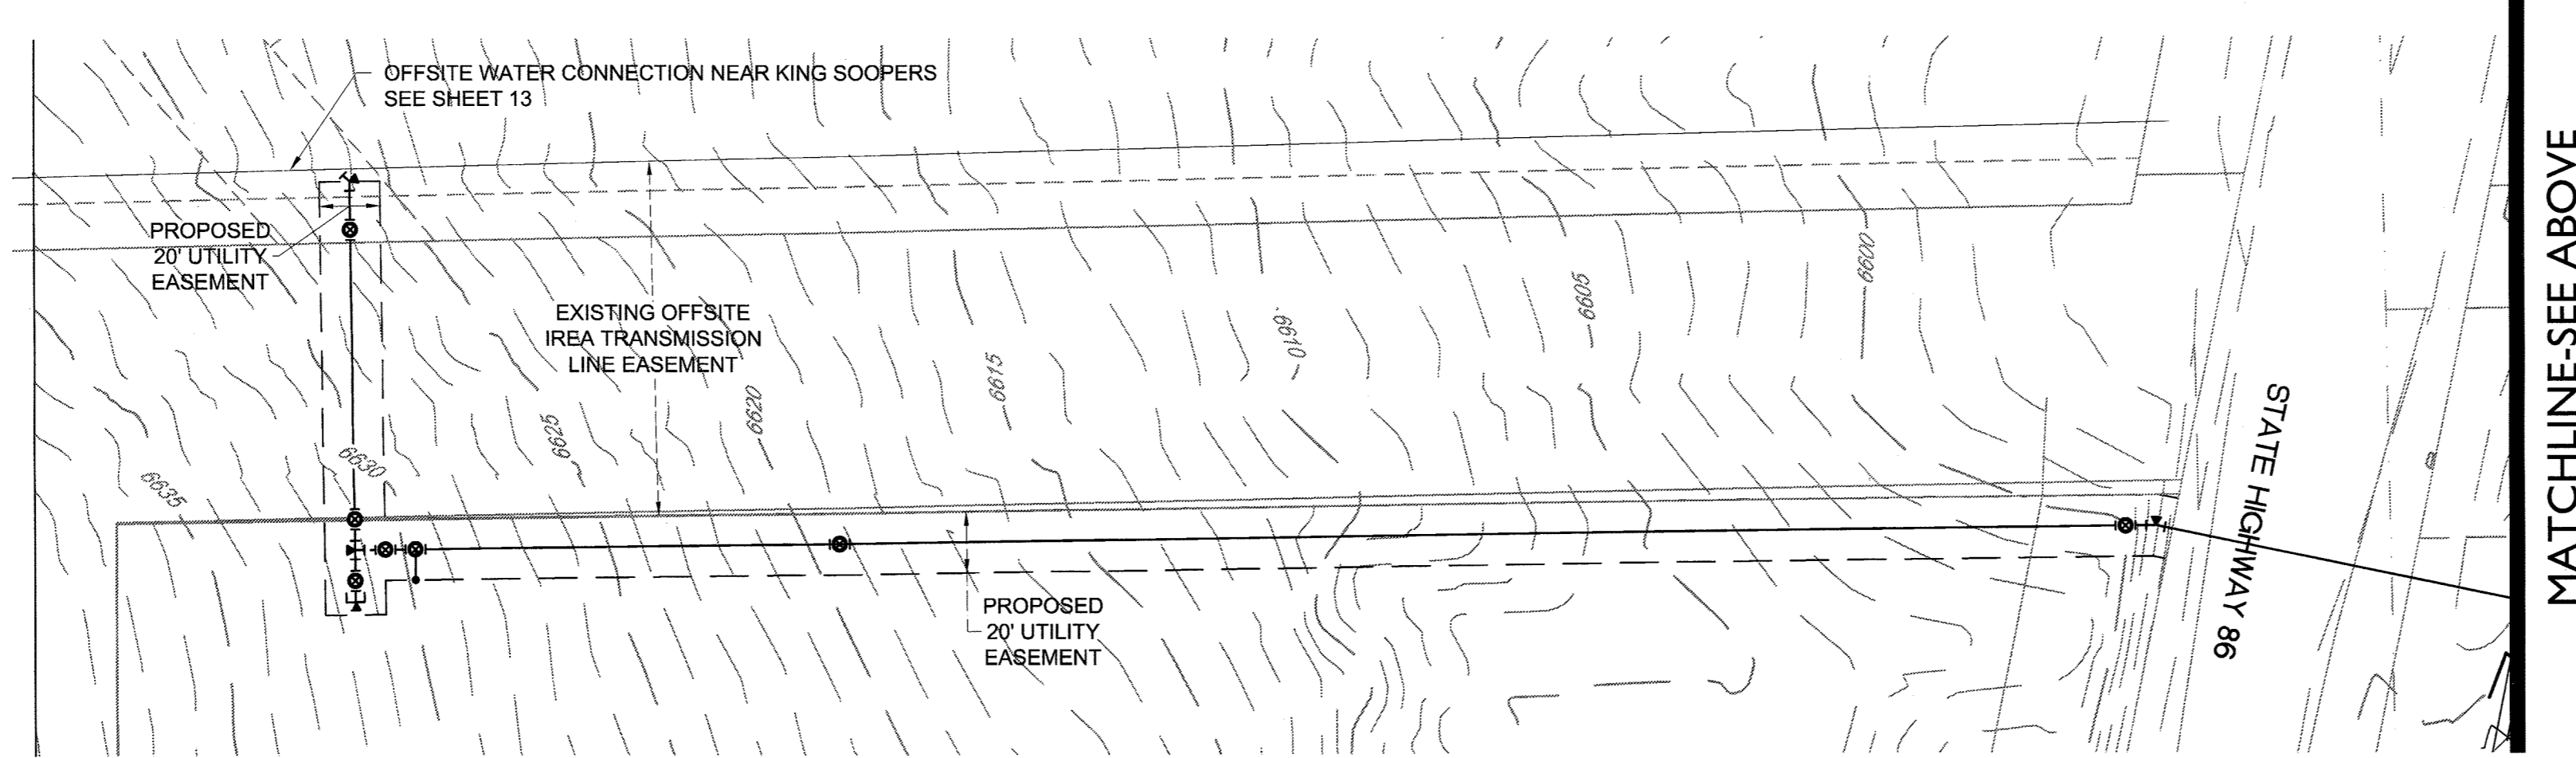 OFFSITE WATER CONNECTION NEAR KING SOOPERS
SEE SHEET 13
PROPOSED
20' UTILITY
EASEMENT
EXISTING OFFSITE
IREA TRANSMISSION
LINE EASEMENT
6635
6630
6625
6620
6615
6610
6605
6600
PROPOSED
20' UTILITY
EASEMENT
STATE HIGHWAY 86
MATCHLINE-SEE ABOVE